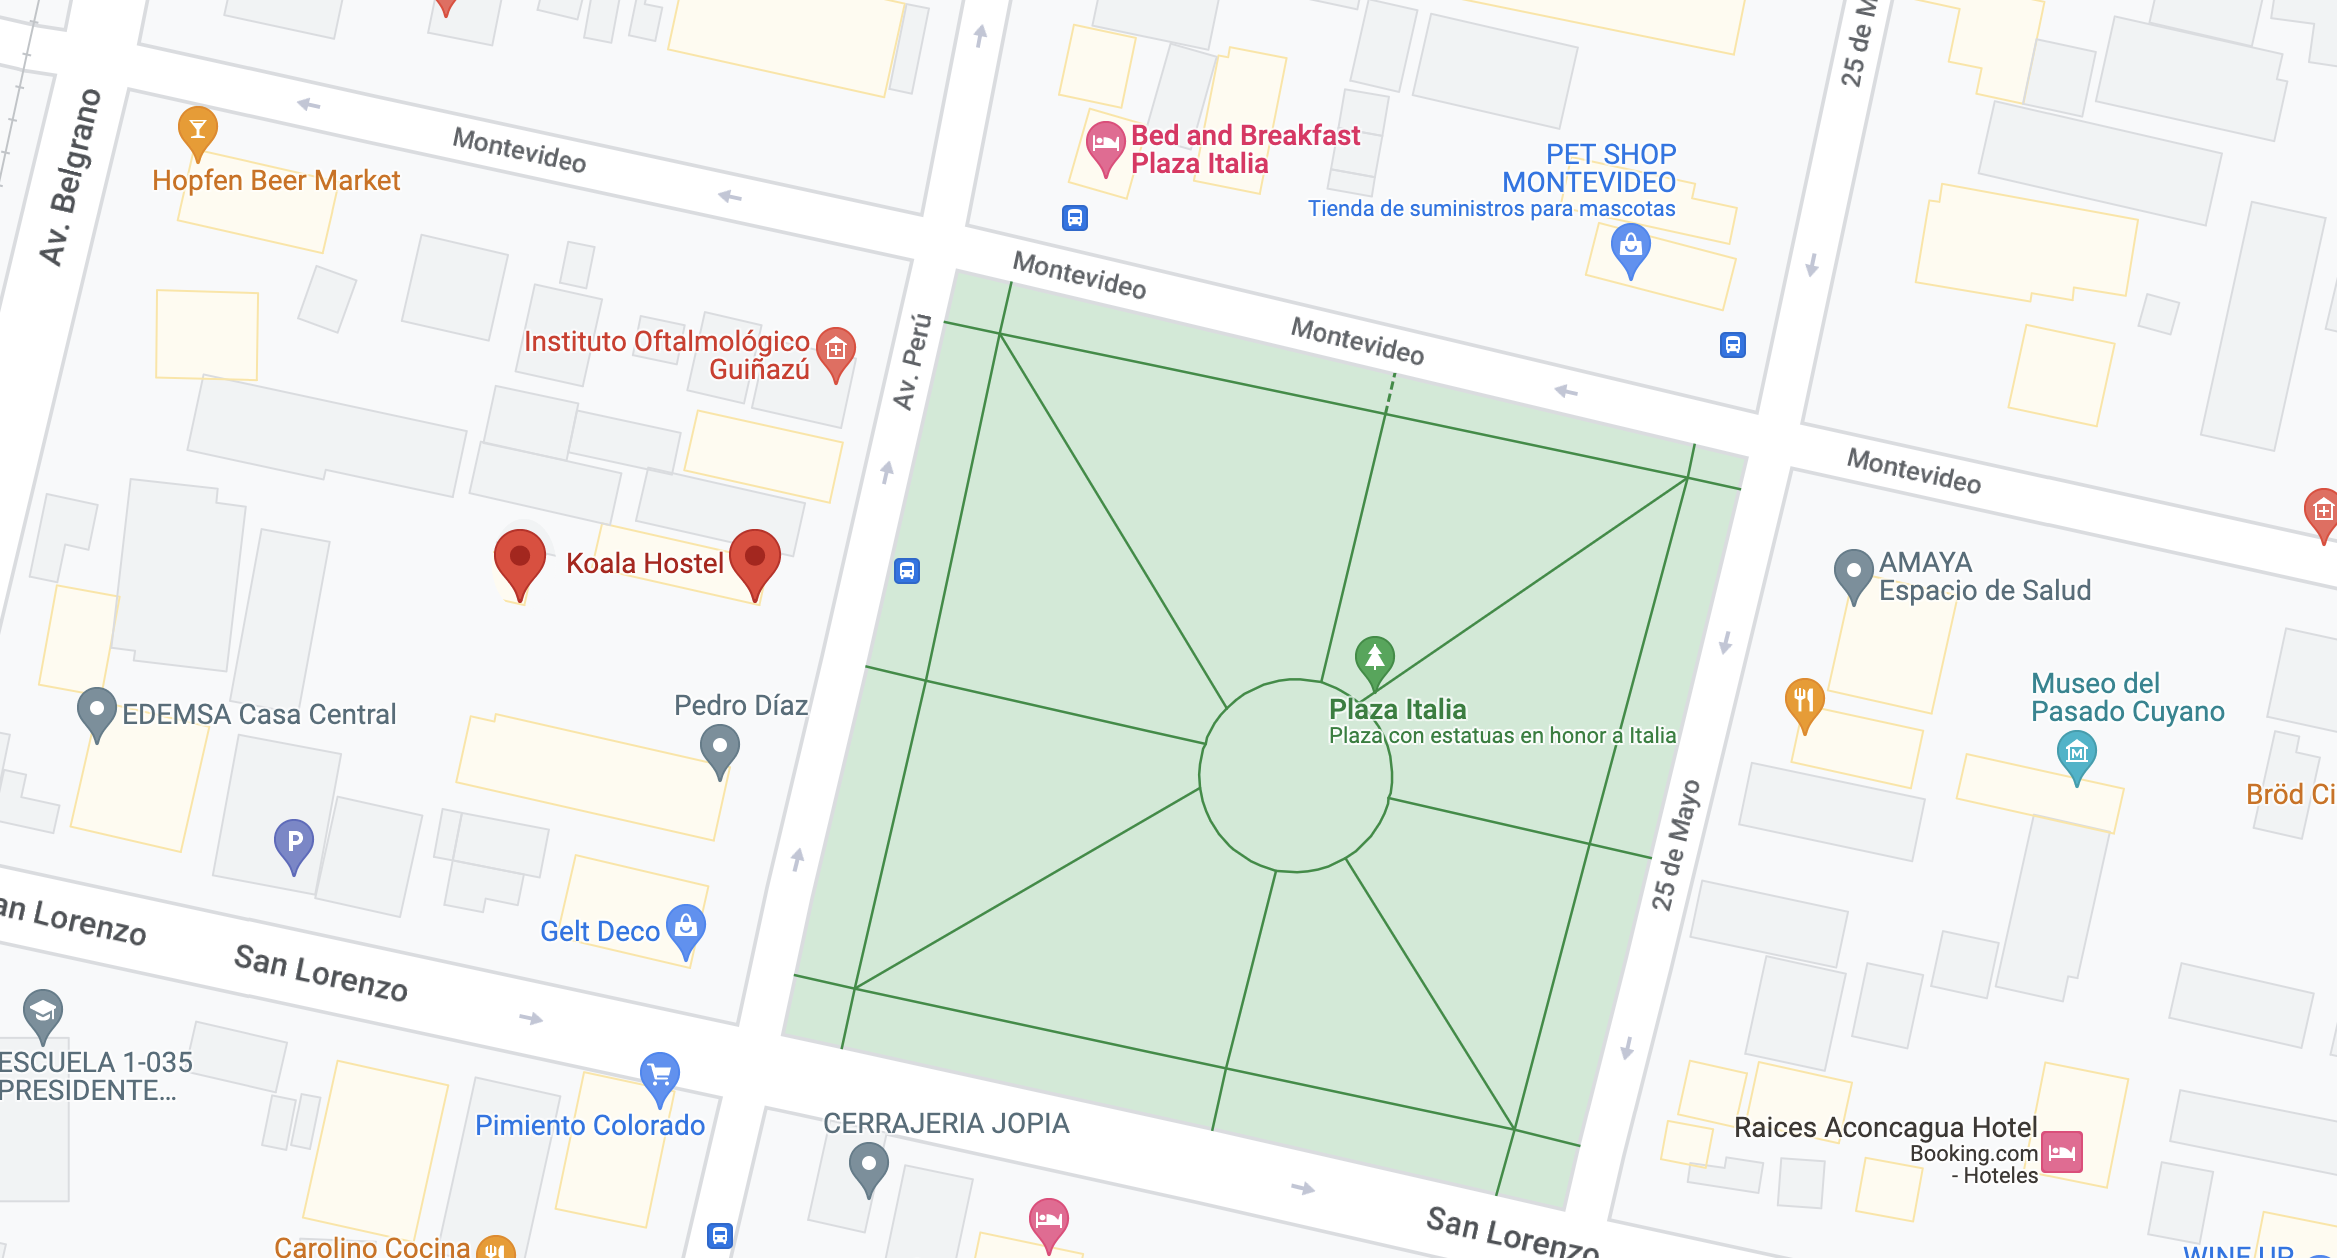 25 de M
Av. Belgrano
Montevideo
Hopfen Beer Market
Bed and Breakfast
Plaza Italia
PET SHOP
MONTEVIDEO
Tienda de suministros para mascotas
Montevideo
Montevideo
Instituto Oftalmológico
Guiñazú
Av. Perú
Montevideo
Koala Hostel
AMAYA
Espacio de Salud
EDEMSA Casa Central
Pedro Díaz
Plaza Italia
Plaza con estatuas en honor a Italia
Museo del
Pasado Cuyano
Bröd Ci
25 de Mayo
an Lorenzo
San Lorenzo
Gelt Deco
P
ESCUELA 1-035
PRESIDENTE...
Pimiento Colorado
CERRAJERIA JOPIA
Raices Aconcagua Hotel
Booking.com
- Hoteles
San Lorenzo
Carolino Cocina
WINE UP
M